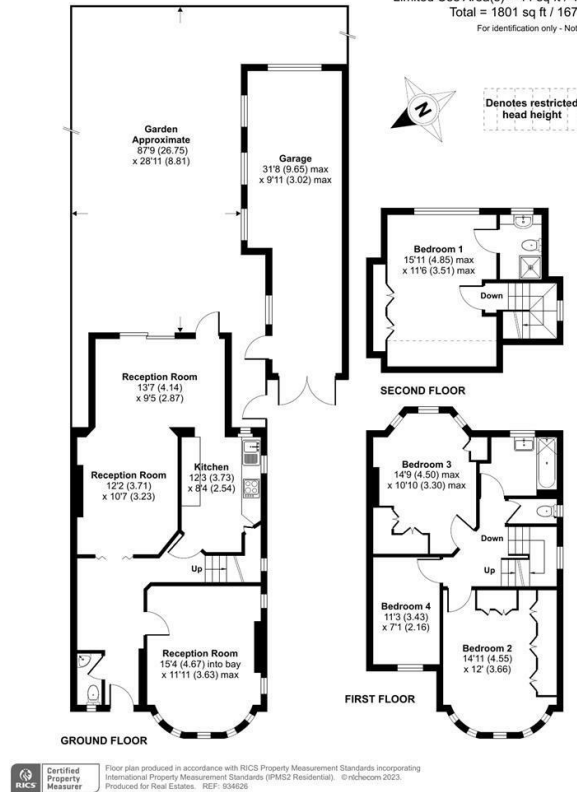 Total = 1801 sq ft / 167
For identification only - Not
N
Denotes restricted
head height
Garden
Approximate
87'9 (26.75)
x 28'11 (8.81)
Garage
31'8 (9.65) max
x 9'11 (3.02) max
Bedroom 1
15'11 (4.85) max
x 11'6 (3.51) max
Down
SECOND FLOOR
Reception Room
13'7 (4.14)
x 9'5 (2.87)
Reception Room
12'2 (3.71)
x 10'7 (3.23)
Kitchen
12'3 (3.73)
x 8'4 (2.54)
Up
Reception Room
15'4 (4.67) into bay
x 11'11 (3.63) max
GROUND FLOOR
Bedroom 3
14'9 (4.50) max
x 10'10 (3.30) max
Down
Up
Bedroom 4
11'3 (3.43)
x 7'1 (2.16)
Bedroom 2
14'11 (4.55)
x 12' (3.66)
FIRST FLOOR
RICS
Certified
Property
Measurer
Floor plan produced in accordance with RICS Property Measurement Standards incorporating
International Property Measurement Standards (IPMS2 Residential). © ntchecom 2023.
Produced for Real Estates. REF: 934626